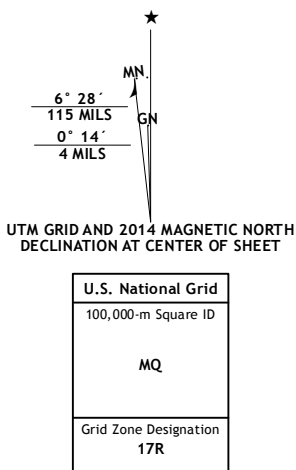 ★
MN.
6° 28´
115 MILS
GN
0° 14´
4 MILS
UTM GRID AND 2014 MAGNETIC NORTH
DECLINATION AT CENTER OF SHEET
U.S. National Grid
100,000-m Square ID
MQ
Grid Zone Designation
17R